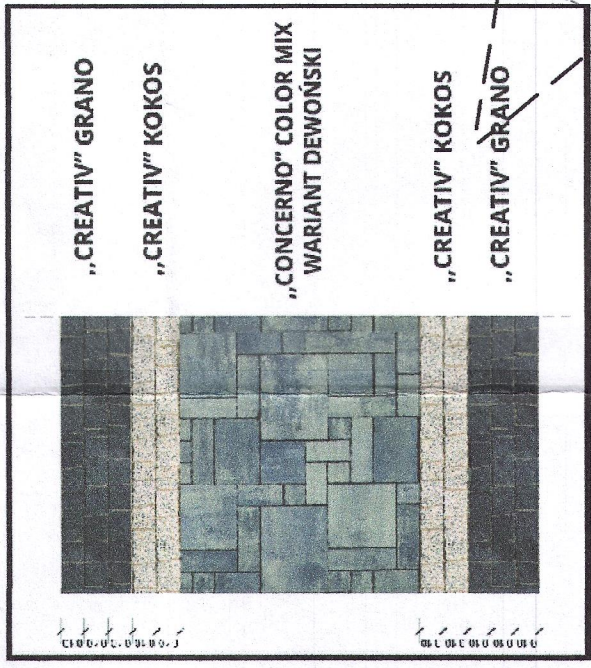 „CREATIV” GRANO
„CREATIV” KOKOS
„CONCERNO” COLOR MIX
WARIANT DEWOŃSKI
„CREATIV” KOKOS
„CREATIV” GRANO